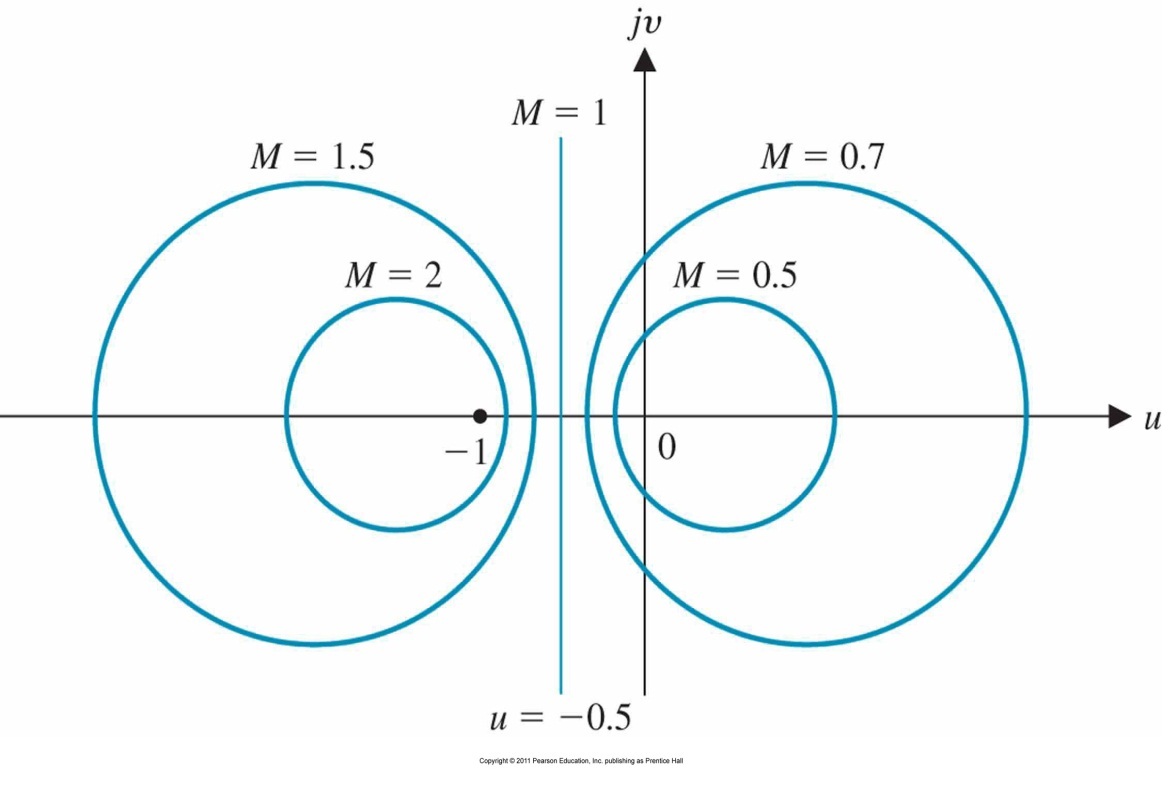 jυ
M = 1
M = 1.5
M = 0.7
M = 2
M = 0.5
u
−1
0
u = −0.5
Copyright © 2011 Pearson Education, Inc. publishing as Prentice Hall